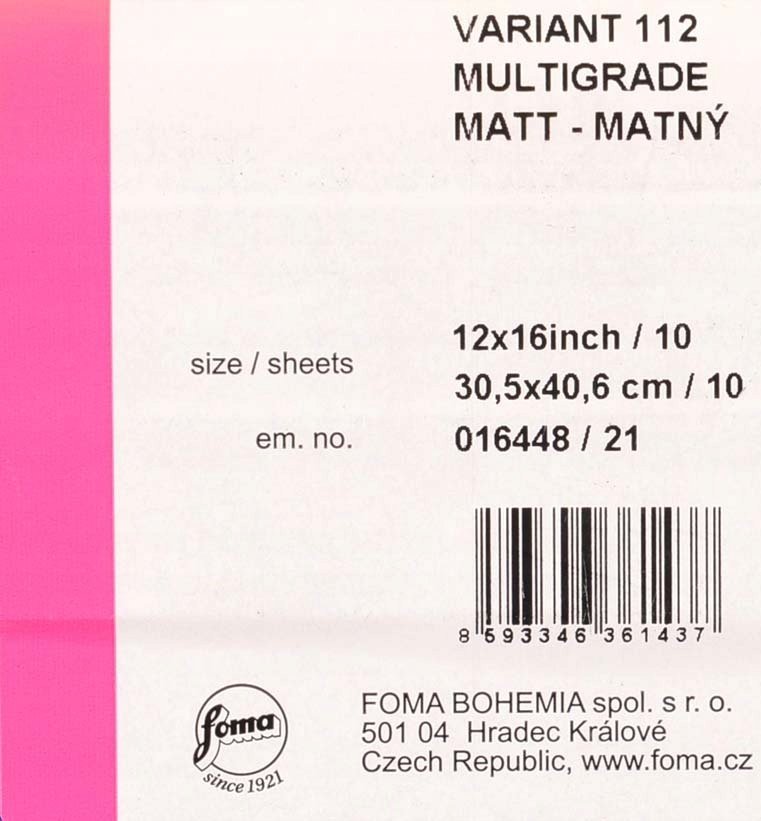 VARIANT 112
MULTIGRADE
MATT - MATNÝ
size / sheets
12x16inch / 10
30,5x40,6 cm / 10
em. no.
016448 / 21
8 593346 361437
foma
since 1921
FOMA BOHEMIA spol. s r. o.
501 04 Hradec Králové
Czech Republic, www.foma.cz